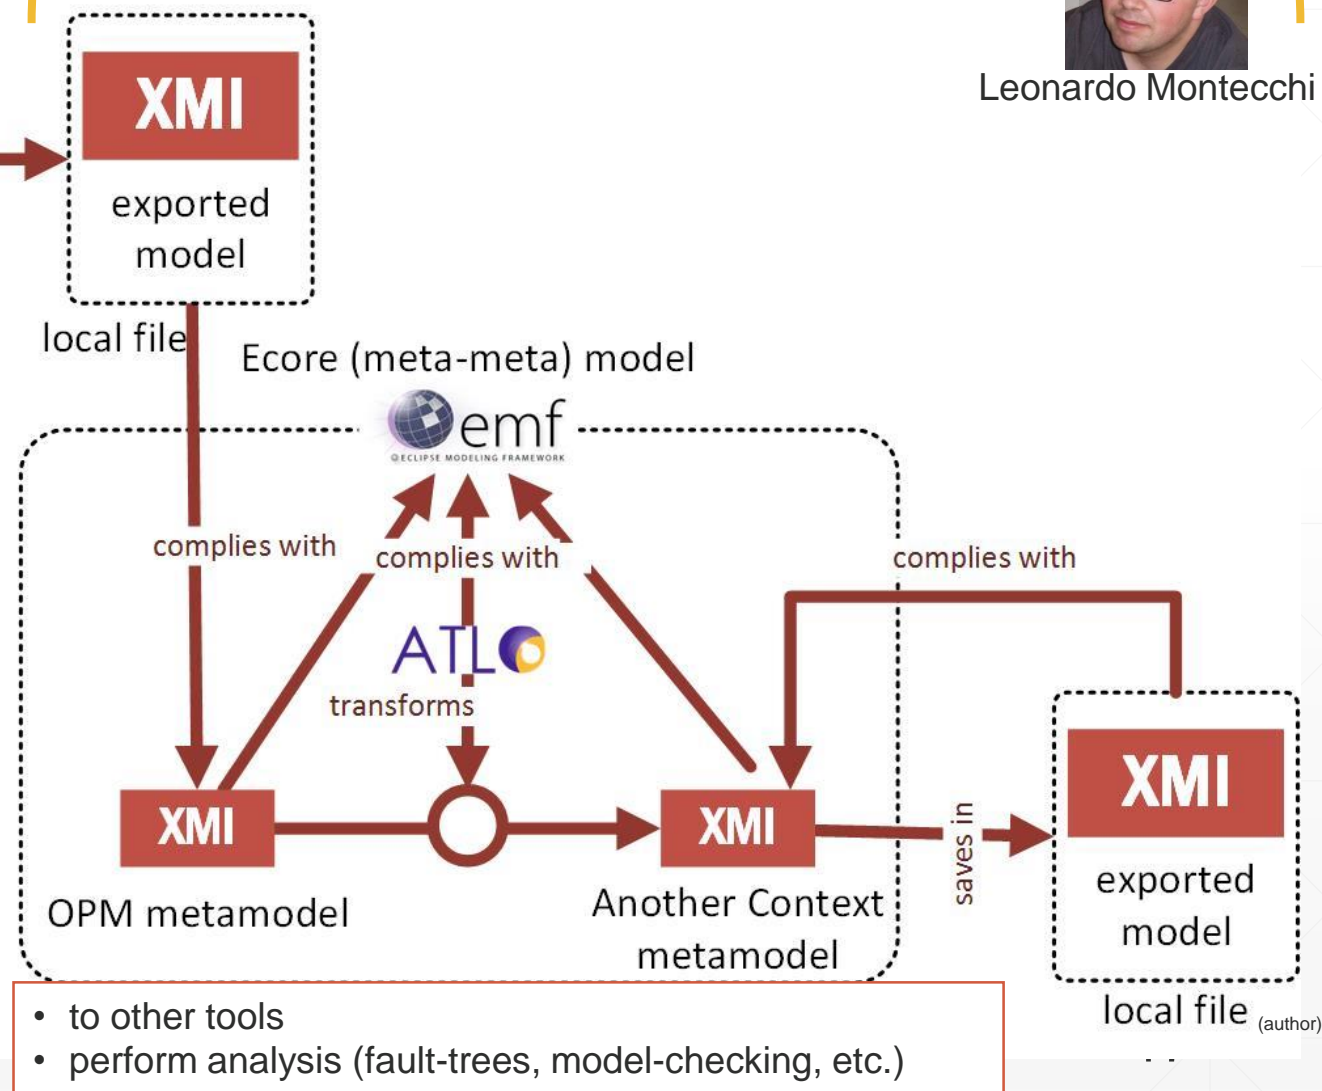 Leonardo Montecchi
XMI
exported
model
local file
Ecore (meta-meta) model
emf
ECLIPSE MODELING FRAMEWORK
complies with
complies with
complies with
ATL
transforms
XMI
XMI
XMI
OPM metamodel
Another Context
metamodel
saves in
exported
model
local file
(author)
• to other tools
• perform analysis (fault-trees, model-checking, etc.)